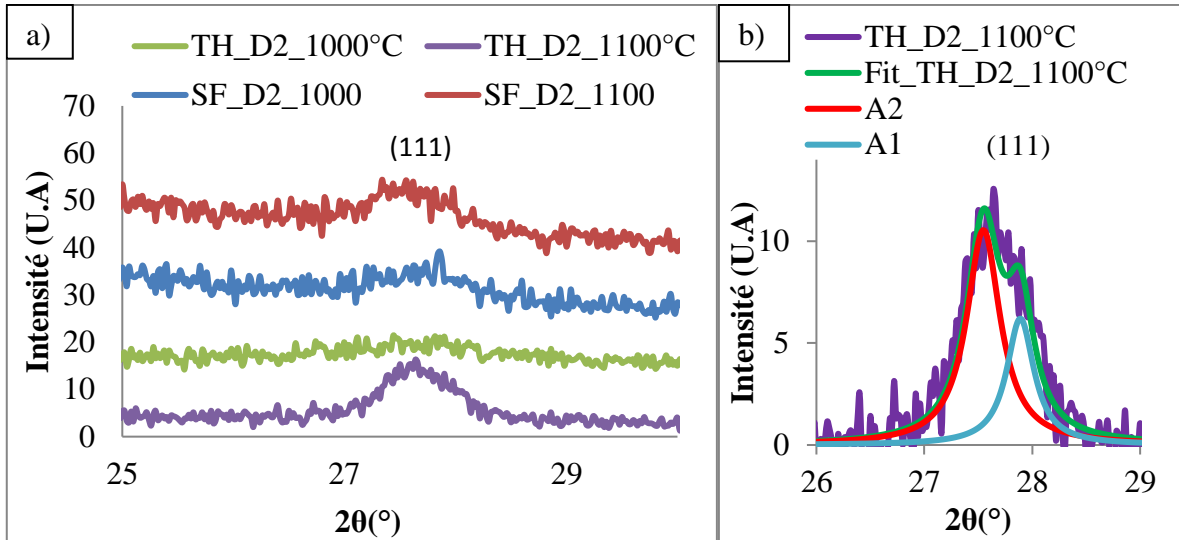 a)
TH_D2_1000°C
TH_D2_1100°C
SF_D2_1000
SF_D2_1100
70
60
50
40
30
20
10
0
(111)
Intensité (U.A)
25
27
29
2θ(°)
b)
TH_D2_1100°C
Fit_TH_D2_1100°C
A2
A1
(111)
10
5
0
Itensité (U.A)
26
27
28
29
2θ(°)